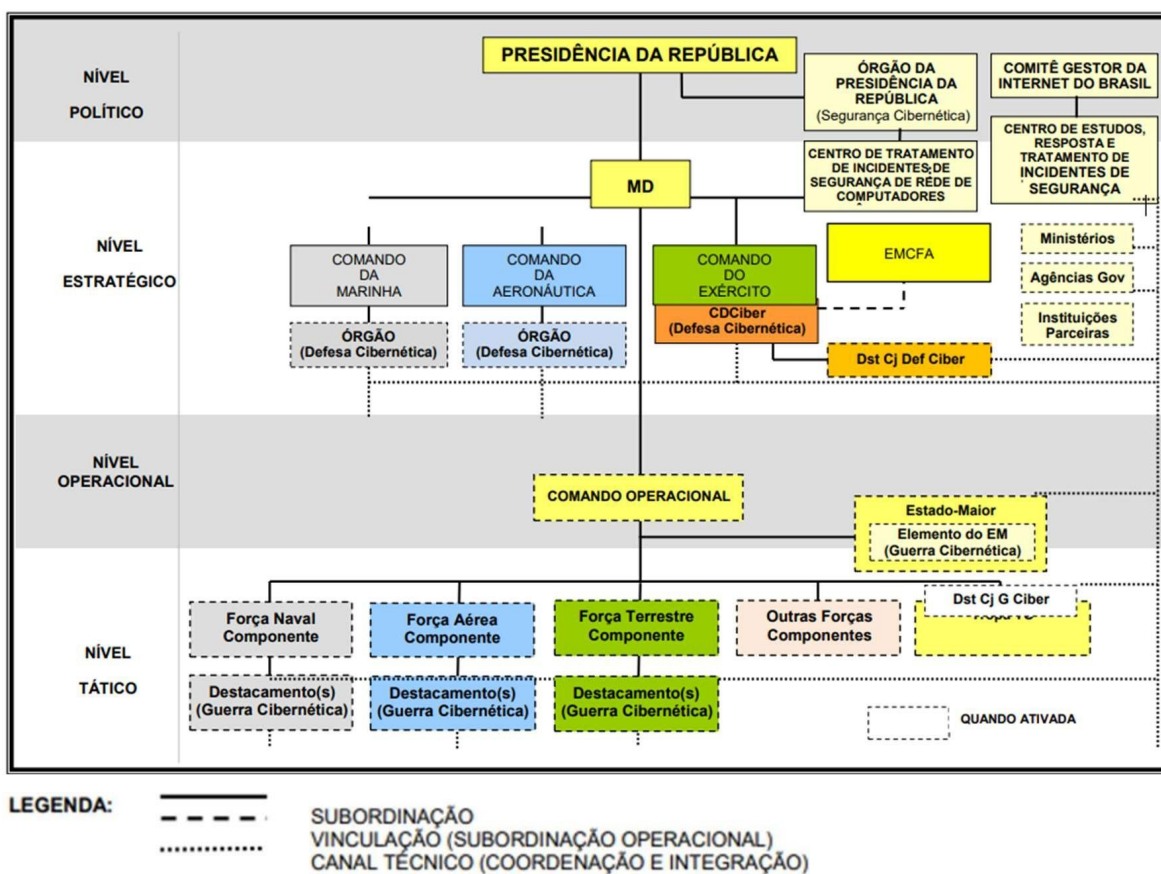 PRESIDÊNCIA DA REPÚBLICA
NÍVEL
POLÍTICO
ÓRGÃO DA
PRESIDÊNCIA DA
REPÚBLICA
(Segurança Cibernética)
COMITÊ GESTOR DA
INTERNET DO BRASIL
CENTRO DE ESTUDOS,
RESPOSTA E
TRATAMENTO DE
INCIDENTES DE
SEGURANÇA
CENTRO DE TRATAMENTO
DE INCIDENTES DE
SEGURANÇA DE REDE DE
COMPUTADORES
MD
NÍVEL
ESTRATÉGICO
COMANDO
DA
MARINHA
COMANDO
DA
AERONÁUTICA
COMANDO
DO
EXÉRCITO
EMCFA
Ministérios
Agências Gov
Instituições
Parceiras
ÓRGÃO
(Defesa Cibernética)
ÓRGÃO
(Defesa Cibernética)
CDCiber
(Defesa Cibernética)
Dst Cj Def Ciber
NÍVEL
OPERACIONAL
COMANDO OPERACIONAL
Estado-Maior
Elemento do EM
(Guerra Cibernética)
NÍVEL
TÁTICO
Força Naval
Componente
Força Aérea
Componente
Força Terrestre
Componente
Outras Forças
Componentes
Dst Cj G Ciber
Destacamento(s)
(Guerra Cibernética)
Destacamento(s)
(Guerra Cibernética)
Destacamento(s)
(Guerra Cibernética)
QUANDO ATIVADA
LEGENDA:
SUBORDINAÇÃO
VINCULAÇÃO (SUBORDINAÇÃO OPERACIONAL)
CANAL TÉCNICO (COORDENAÇÃO E INTEGRAÇÃO)